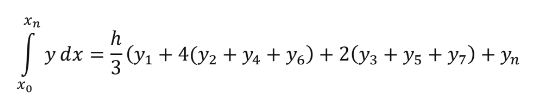 ∫_{x₀}^{xₙ} y dx = h/3 (y₁ + 4(y₂ + y₄ + y₆) + 2(y₃ + y₅ + y₇) + yₙ